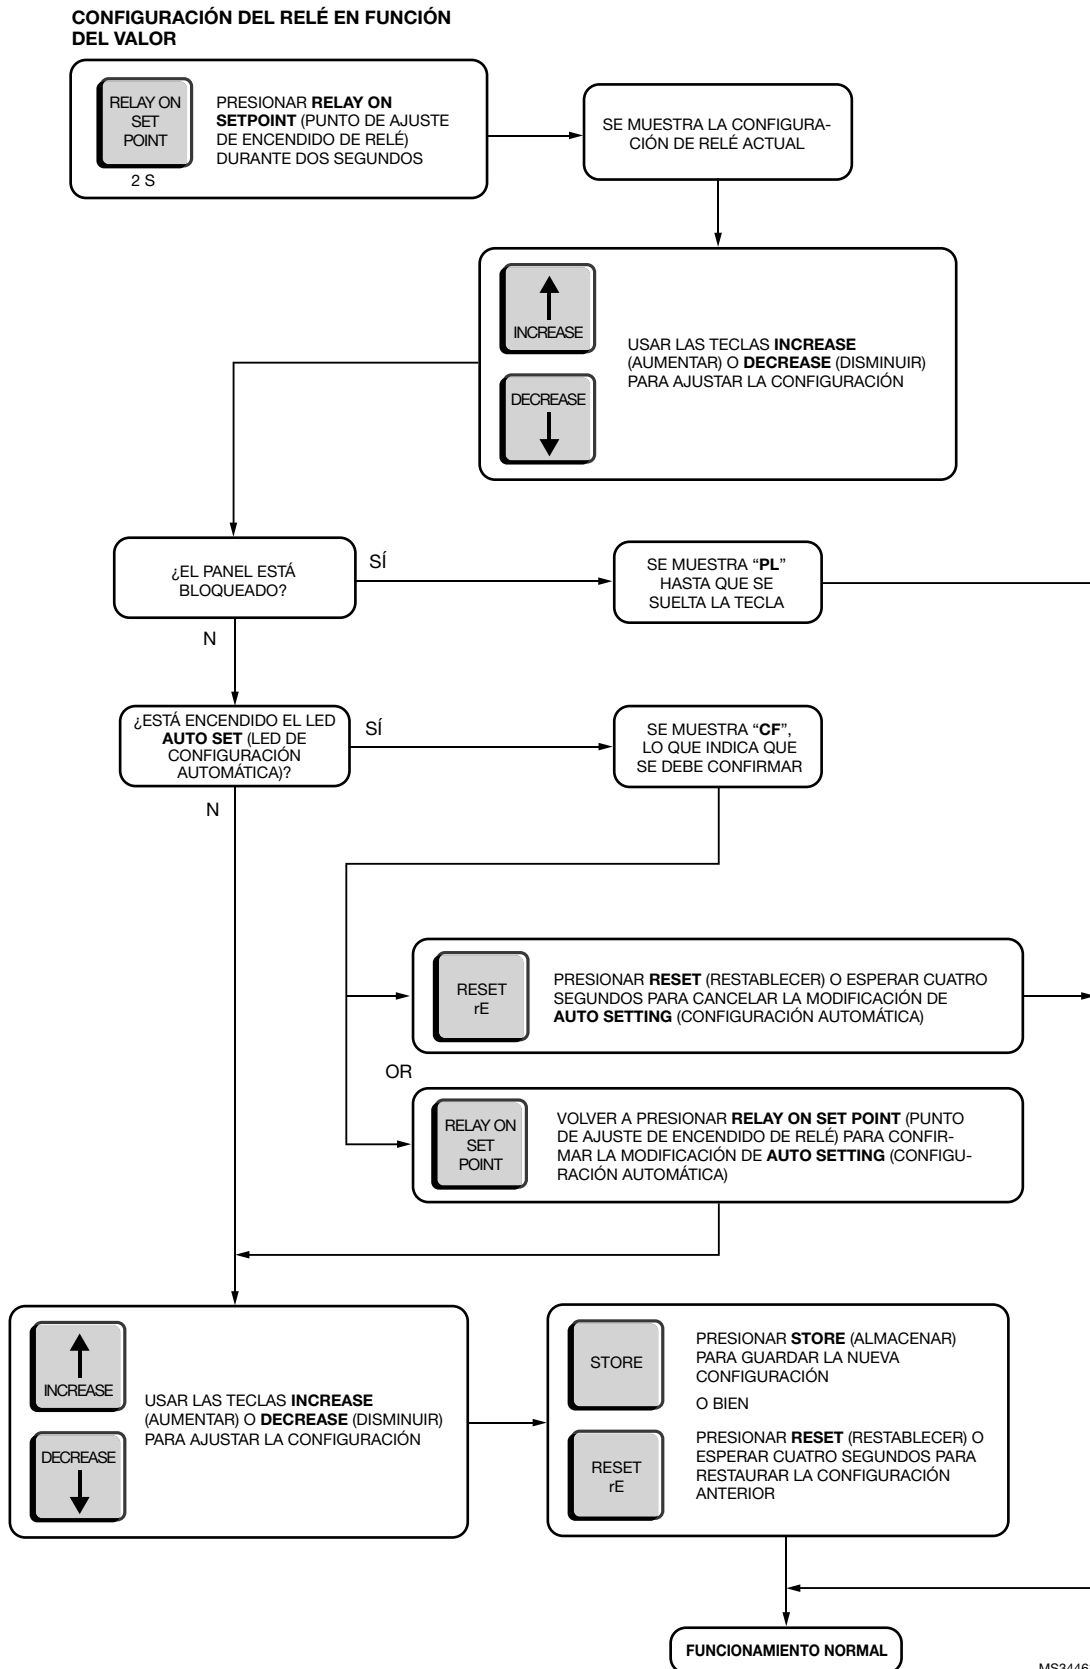 CONFIGURACIÓN DEL RELÉ EN FUNCIÓN
DEL VALOR
RELAY ON
SET
POINT
2 S
PRESIONAR RELAY ON
SETPOINT (PUNTO DE AJUSTE
DE ENCENDIDO DE RELÉ)
DURANTE DOS SEGUNDOS
SE MUESTRA LA CONFIGURA-
CIÓN DE RELÉ ACTUAL
INCREASE
DECREASE
USAR LAS TECLAS INCREASE
(AUMENTAR) O DECREASE (DISMINUIR)
PARA AJUSTAR LA CONFIGURACIÓN
¿EL PANEL ESTÁ
BLOQUEADO?
SÍ
SE MUESTRA “PL”
HASTA QUE SE
SUELTA LA TECLA
N
¿ESTÁ ENCENDIDO EL LED
AUTO SET (LED DE
CONFIGURACIÓN
AUTOMÁTICA)?
SÍ
SE MUESTRA “CF”,
LO QUE INDICA QUE
SE DEBE CONFIRMAR
N
RESET
rE
PRESIONAR RESET (RESTABLECER) O ESPERAR CUATRO
SEGUNDOS PARA CANCELAR LA MODIFICACIÓN DE
AUTO SETTING (CONFIGURACIÓN AUTOMÁTICA)
OR
RELAY ON
SET
POINT
VOLVER A PRESIONAR RELAY ON SET POINT (PUNTO
DE AJUSTE DE ENCENDIDO DE RELÉ) PARA CONFIR-
MAR LA MODIFICACIÓN DE AUTO SETTING (CONFIGU-
RACIÓN AUTOMÁTICA)
INCREASE
DECREASE
USAR LAS TECLAS INCREASE
(AUMENTAR) O DECREASE (DISMINUIR)
PARA AJUSTAR LA CONFIGURACIÓN
STORE
PRESIONAR STORE (ALMACENAR)
PARA GUARDAR LA NUEVA
CONFIGURACIÓN
O BIEN
RESET
rE
PRESIONAR RESET (RESTABLECER) O
ESPERAR CUATRO SEGUNDOS PARA
RESTAURAR LA CONFIGURACIÓN
ANTERIOR
FUNCIONAMIENTO NORMAL